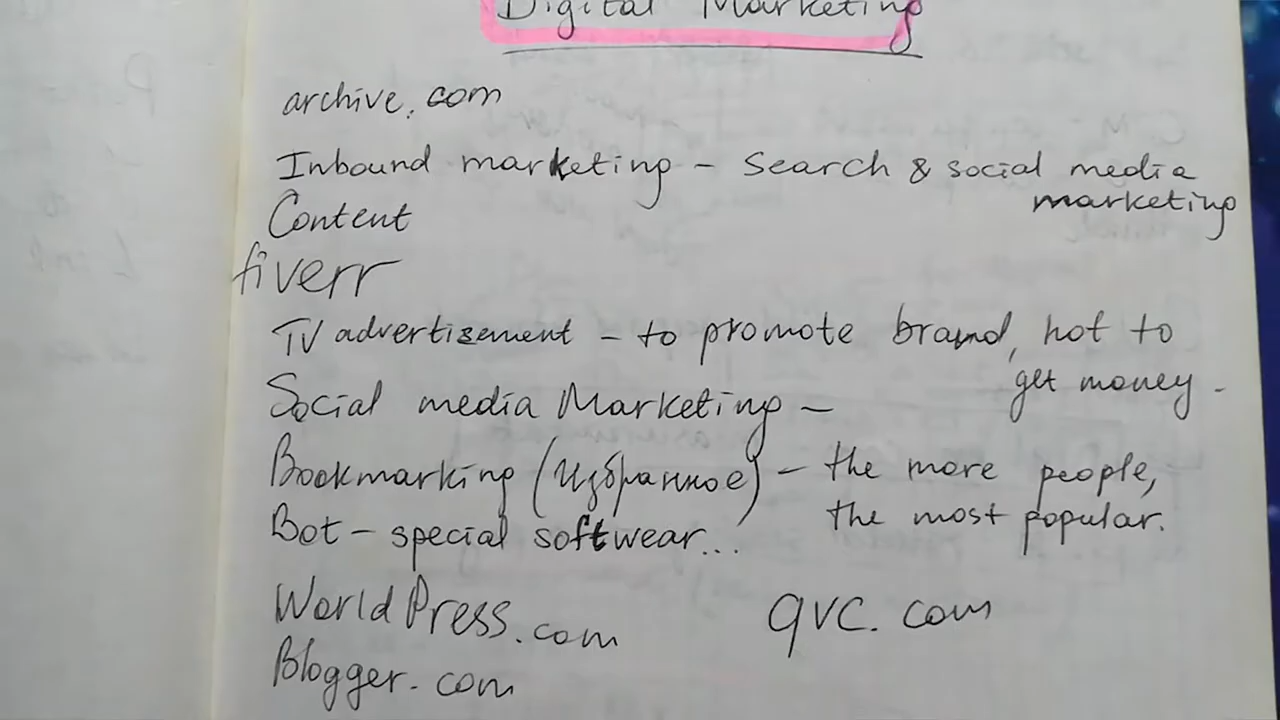 Digital Marketing
archive.com
Inbound marketing - Search & social media
marketing
Content
fiverr
TV advertisement - to promote brand, not to
get money -
Social media Marketing -
Bookmarking (Избранное) - the more people,
the most popular.
Bot - special softwear...
WorldPress.com
qvc.com
Blogger.com